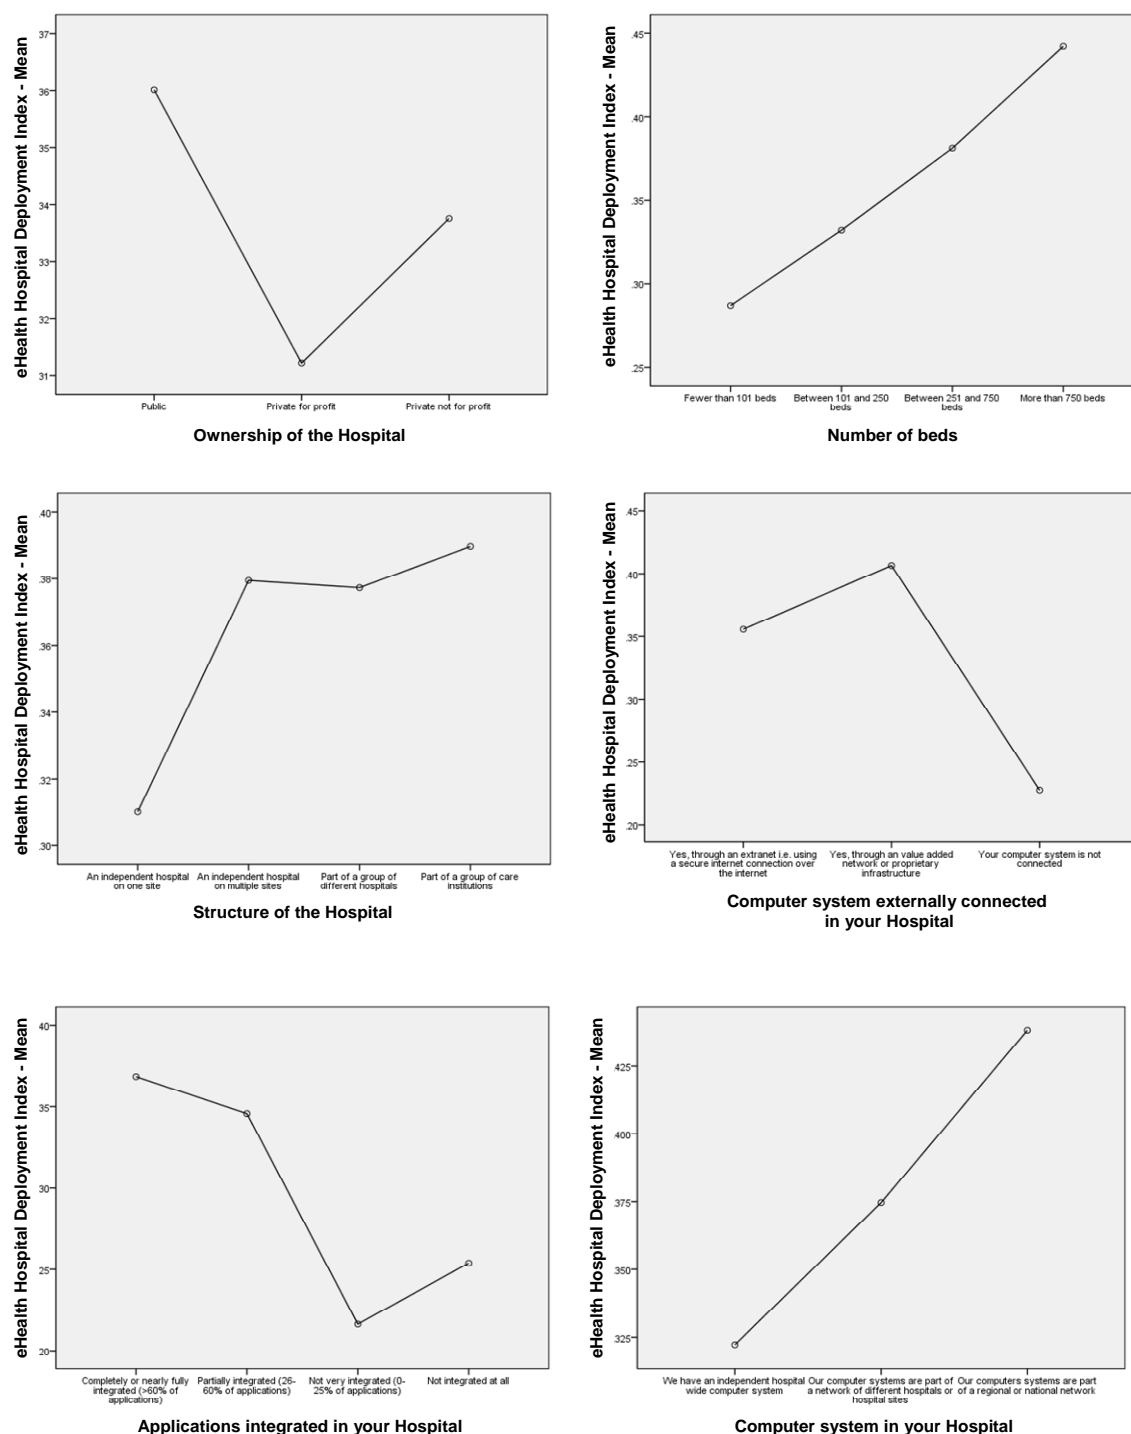 eHealth Hospital Deployment Index - Mean
37
36
35
34
33
32
31
Public
Private for profit
Private not for profit
Ownership of the Hospital
eHealth Hospital Deployment Index - Mean
.45
.40
.35
.30
.25
Fewer than 101 beds
Between 101 and 250
beds
Between 251 and 750
beds
More than 750 beds
Number of beds
eHealth Hospital Deployment Index - Mean
.40
.38
.36
.34
.32
.30
An independent hospital
on one site
An independent hospital
on multiple sites
Part of a group of
different hospitals
Part of a group of care
institutions
Structure of the Hospital
eHealth Hospital Deployment Index - Mean
.45
.40
.35
.30
.25
.20
Yes, through an extranet i.e. using
a secure internet connection over
the internet
Yes, through an value added
network or proprietary
infrastructure
Your computer system is not
connected
Computer system externally connected
in your Hospital
eHealth Hospital Deployment Index - Mean
40
35
30
25
20
Completely or nearly fully
integrated (>60% of
applications)
Partially integrated (26-
60% of applications)
Not very integrated (0-
25% of applications)
Not integrated at all
Applications integrated in your Hospital
eHealth Hospital Deployment Index - Mean
.425
.400
.375
.350
.325
We have an independent hospital
wide computer system
Our computer systems are part of
a network of different hospitals or
hospital sites
Our computers systems are part
of a regional or national network
Computer system in your Hospital